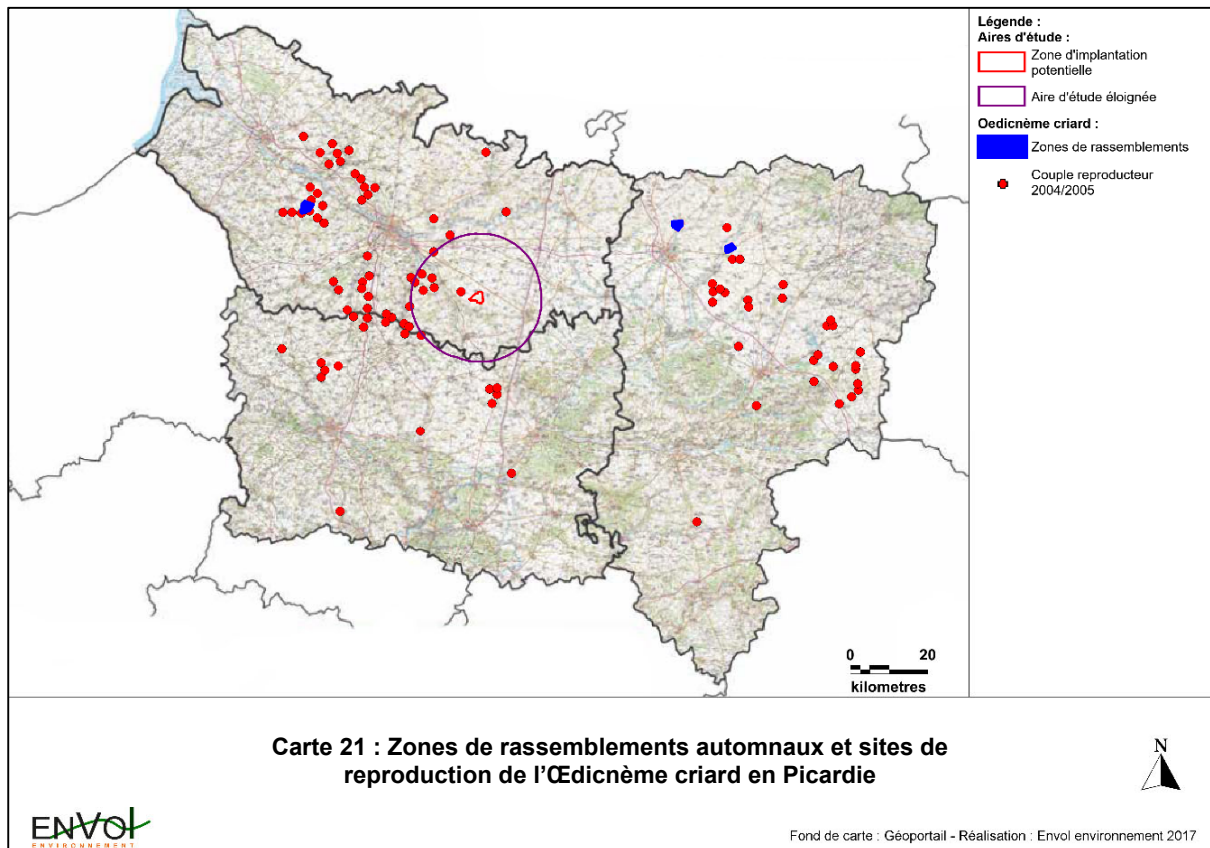 Légende :
Aires d'étude :
Zone d'implantation
potentielle
Aire d'étude éloignée
Oedicnème criard :
Zones de rassemblements
Couple reproducteur
2004/2005
0 20
kilometres
Carte 21 : Zones de rassemblements automnaux et sites de
reproduction de l'Œdicnème criard en Picardie
N
ENVOI
ENVIRONNEMENT
Fond de carte : Géoportail - Réalisation : Envol environnement 2017